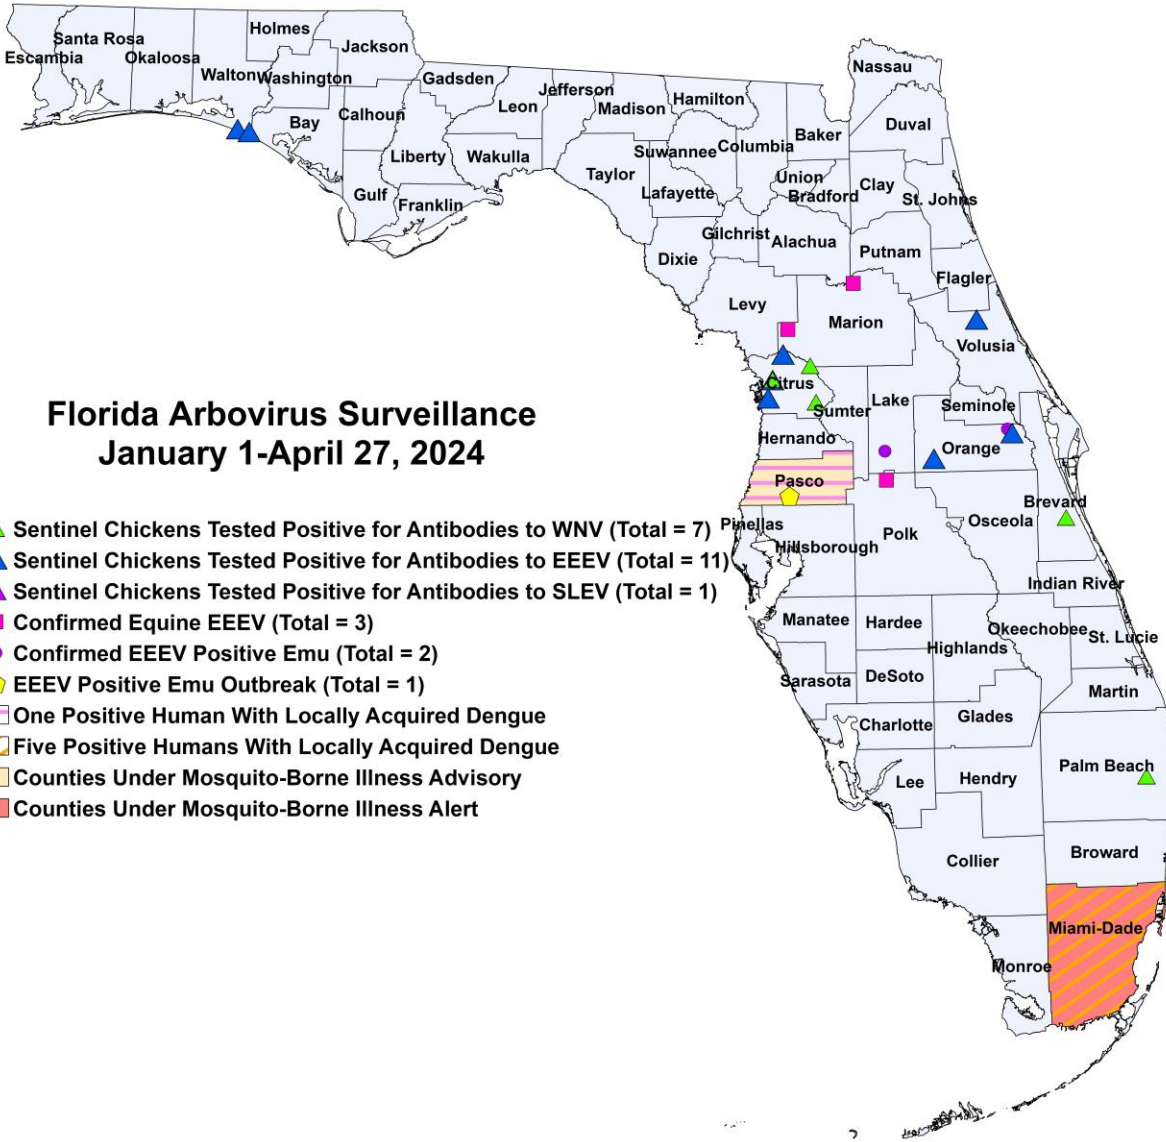 Holmes
Santa Rosa
Jackson
Escambia
Okaloosa
Walton
Washington
Gadsden
Nassau
Jefferson
Leon
Madison
Hamilton
Calhoun
Bay
Duval
Baker
Columbia
Suwannee
Liberty
Wakulla
Taylor
Union
Clay
Lafayette
Bradford
Gulf
Franklin
St. Johns
Gilchrist
Alachua
Putnam
Dixie
Flagler
Levy
Marion
Volusia
Citrus
Lake
Seminole
Sumter
Hernando
Orange
Florida Arbovirus Surveillance
January 1-April 27, 2024
Pasco
Brevard
Pinellas
Osceola
Polk
Hillsborough
Sentinel Chickens Tested Positive for Antibodies to WNV (Total = 7)
Sentinel Chickens Tested Positive for Antibodies to EEEV (Total = 11)
Sentinel Chickens Tested Positive for Antibodies to SLEV (Total = 1)
Confirmed Equine EEEV (Total = 3)
Confirmed EEEV Positive Emu (Total = 2)
EEEV Positive Emu Outbreak (Total = 1)
One Positive Human With Locally Acquired Dengue
Five Positive Humans With Locally Acquired Dengue
Counties Under Mosquito-Borne Illness Advisory
Counties Under Mosquito-Borne Illness Alert
Indian River
Manatee
Hardee
Okeechobee
St. Lucie
Highlands
Sarasota
DeSoto
Martin
Charlotte
Glades
Palm Beach
Lee
Hendry
Broward
Collier
Miami-Dade
Monroe